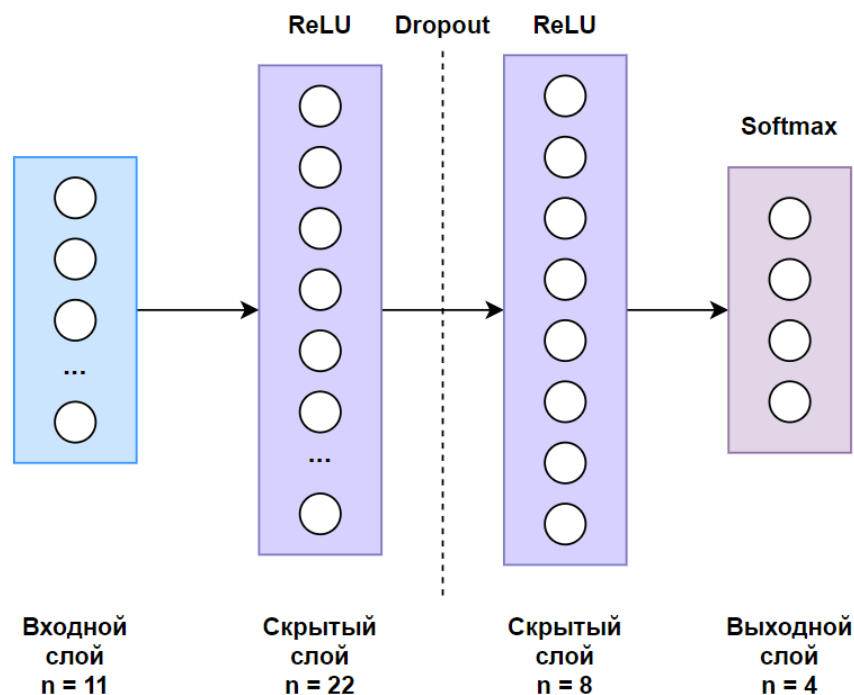 ReLU
Dropout
ReLU
Softmax
...
...
Входной
слой
n = 11
Скрытый
слой
n = 22
Скрытый
слой
n = 8
Выходной
слой
n = 4